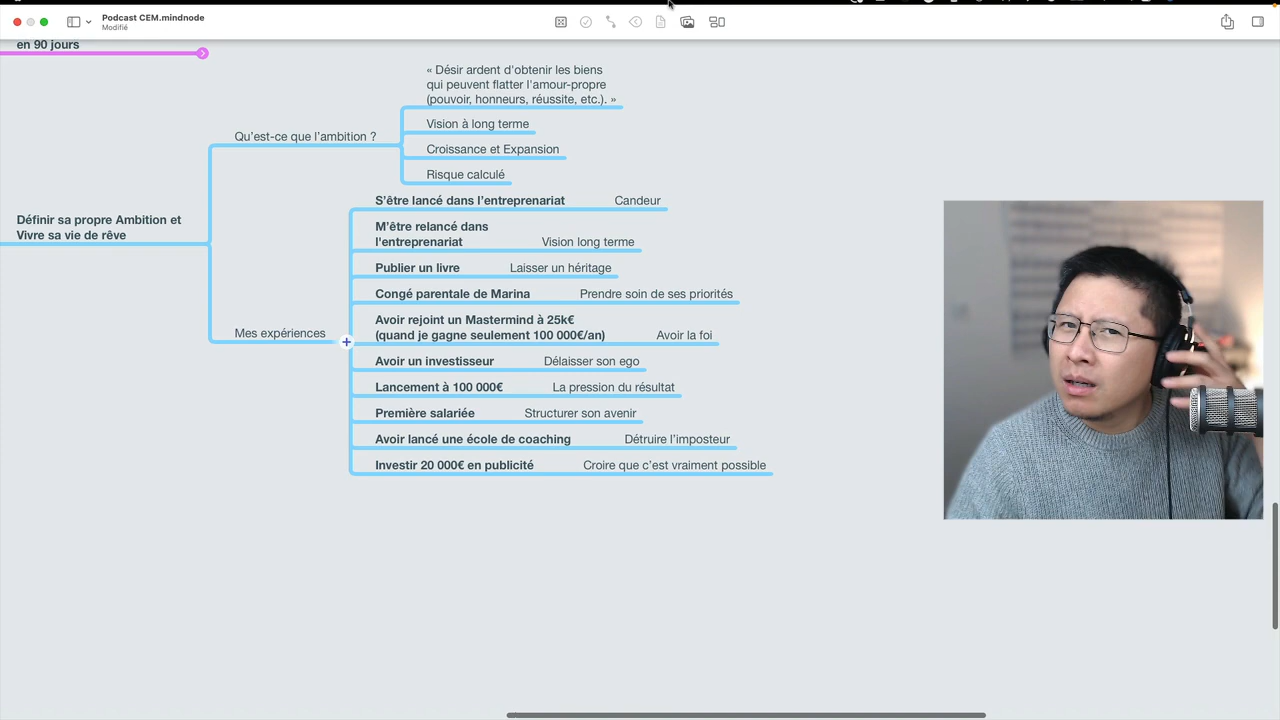 Podcast CEM.mindnode
Modifié
en 90 jours
« Désir ardent d'obtenir les biens
qui peuvent flatter l'amour-propre
(pouvoir, honneurs, réussite, etc.). »
Qu'est-ce que l'ambition ?
Vision à long terme
Croissance et Expansion
Risque calculé
Définir sa propre Ambition et
Vivre sa vie de rêve
S'être lancé dans l'entreprenariat Candeur
M'être relancé dans
l'entreprenariat Vision long terme
Publier un livre Laisser un héritage
Congé parentale de Marina Prendre soin de ses priorités
Mes expériences
Avoir rejoint un Mastermind à 25k€
(quand je gagne seulement 100 000€/an) Avoir la foi
Avoir un investisseur Délaisser son ego
Lancement à 100 000€ La pression du résultat
Première salariée Structurer son avenir
Avoir lancé une école de coaching Détruire l'imposteur
Investir 20 000€ en publicité Croire que c'est vraiment possible